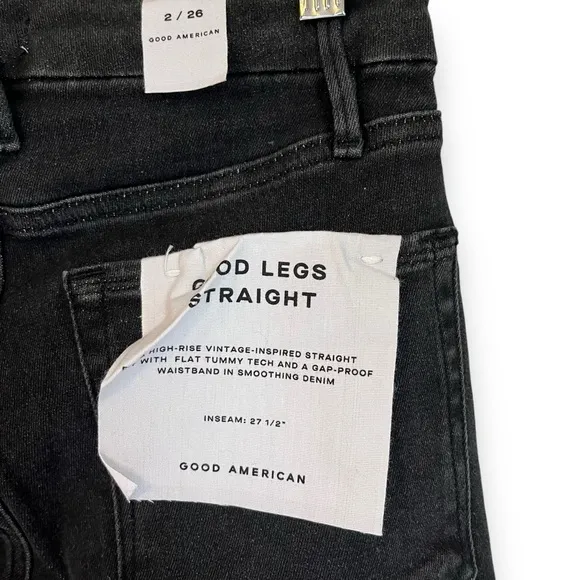 2 / 26
GOOD AMERICAN
OD LEGS
STRAIGHT
HIGH-RISE VINTAGE-INSPIRED STRAIGHT
WITH FLAT TUMMY TECH AND A GAP-PROOF
WAISTBAND IN SMOOTHING DENIM
INSEAM: 27 1/2"
GOOD AMERICAN